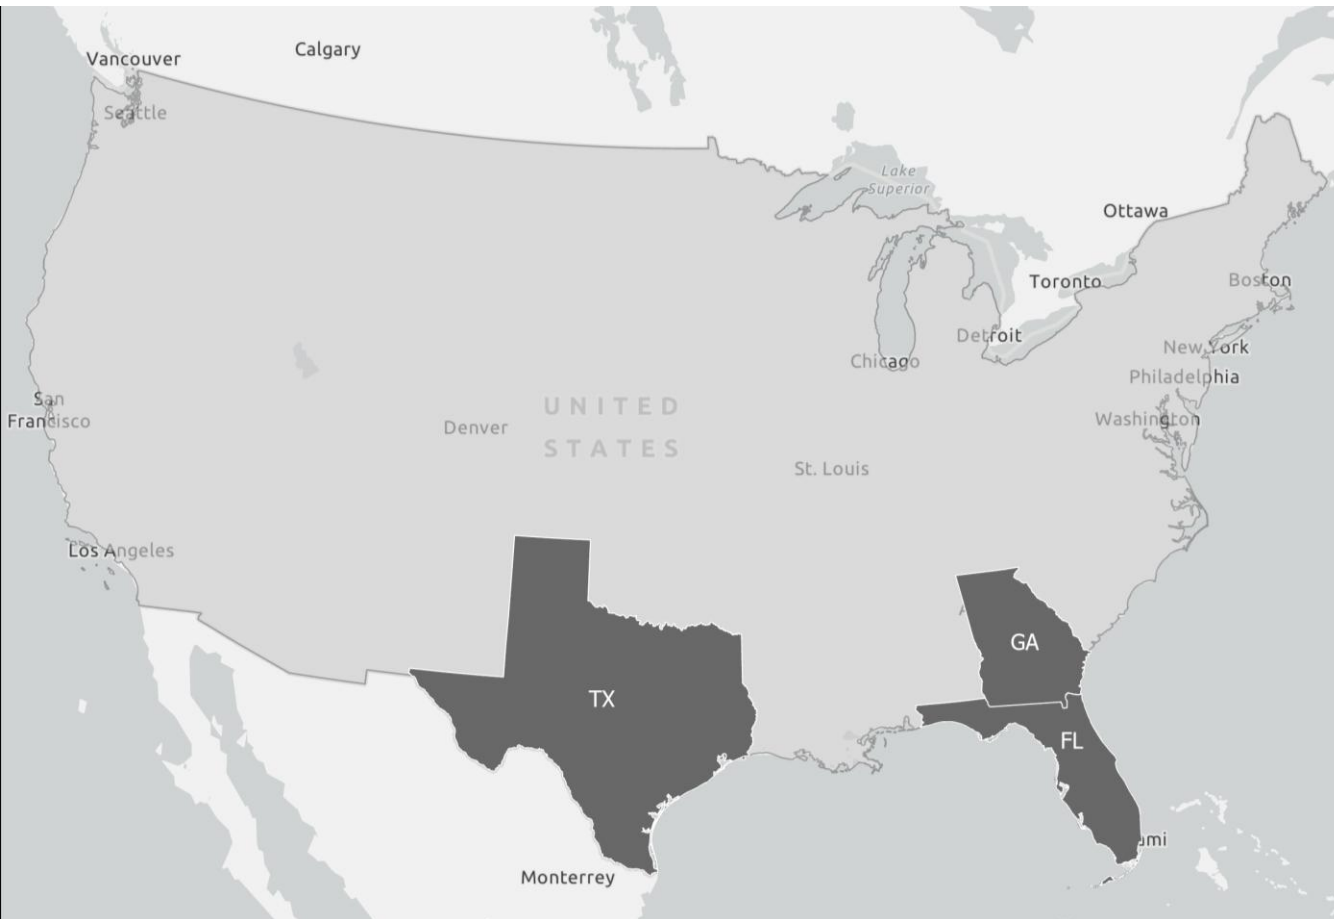 Vancouver
Calgary
Seattle
Lake
Superior
Ottawa
Toronto
Boston
Detroit
New York
Chicago
Philadelphia
San
Francisco
UNITED
STATES
Denver
Washington
St. Louis
Los Angeles
GA
TX
FL
Monterrey